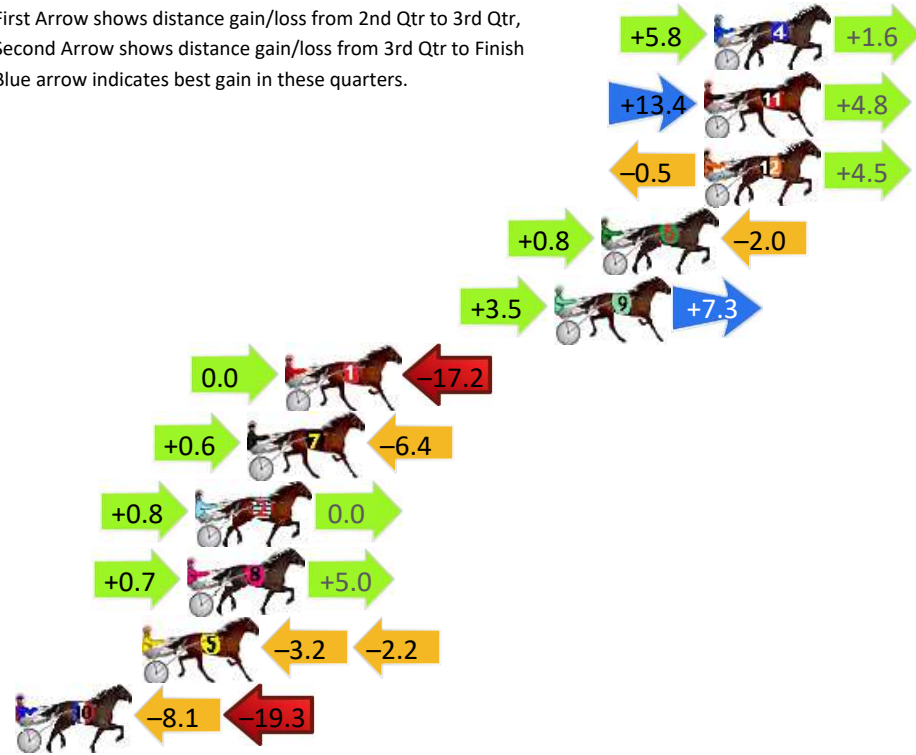 First Arrow shows distance gain/loss from 2nd Qtr to 3rd Qtr,
Second Arrow shows distance gain/loss from 3rd Qtr to Finish
Blue arrow indicates best gain in these quarters.
+5.8 4 +1.6
+13.4 11 +4.8
–0.5 12 +4.5
+0.8 –2.0
+3.5 9 +7.3
0.0 1 –17.2
+0.6 7 –6.4
+0.8 2 0.0
+0.7 8 +5.0
5 –3.2 –2.2
10 –8.1 –19.3